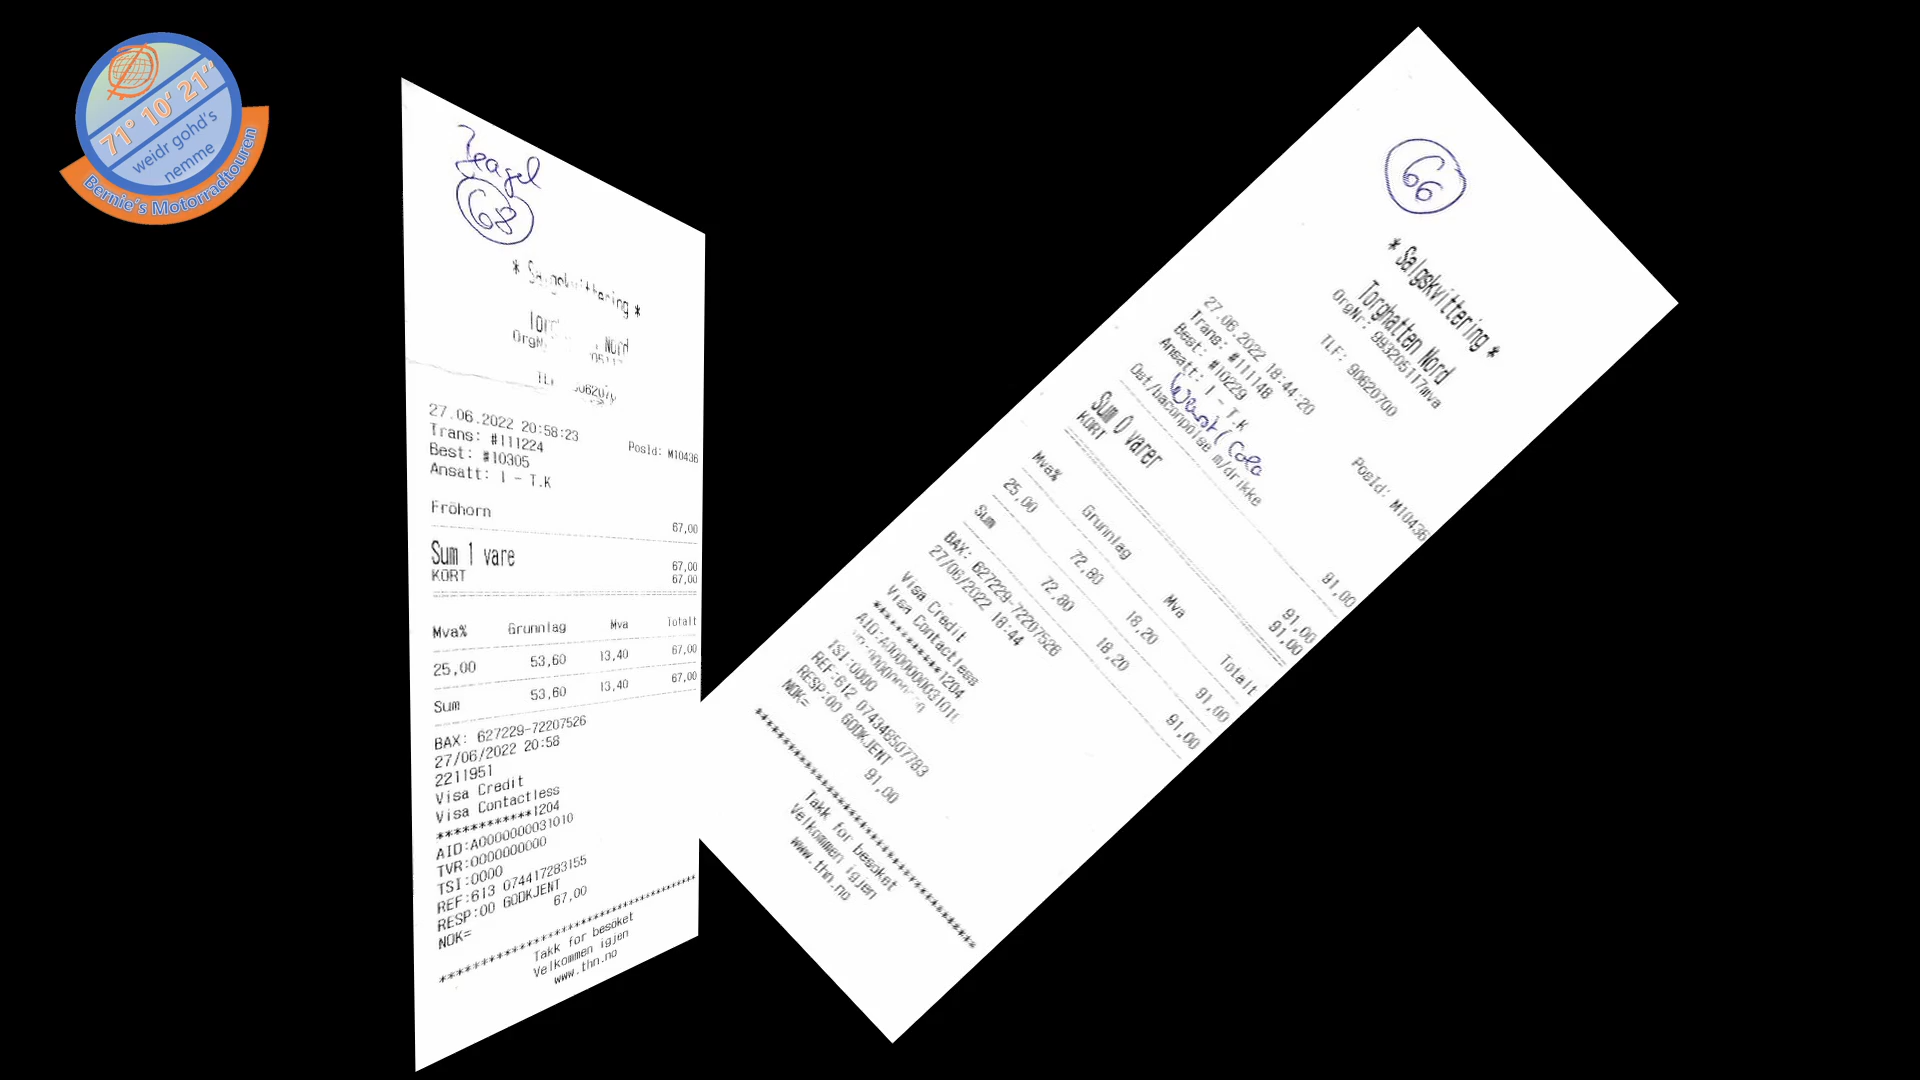 71° 10' 21"
weidr gohd's
nemme
Bernie's Motorradtouren
68
* Salgskvittering *
Nord
27.06.2022 20:58:23
Trans: #111224
PosId: M10436
Best: #10305
Ansatt: 1 - T.K
Fröhorn 67,00
Sum 1 vare 67,00
KORT 67,00
Mva% Grunnlag Mva Totalt
25,00 53,60 13,40 67,00
Sum 53,60 13,40 67,00
BAX: 627229-72207526
27/06/2022 20:58
2211951
Visa Credit
Visa Contactless
************1204
AID:A0000000031010
TVR:0000000000
TSI:0000
REF:613 074417283155
RESP:00 GODKJENT
NOK= 67,00
Takk for besøket
Velkommen igjen
www.thn.no
66
* Salgskvittering *
Torghatten Nord
OrgNr: 993205117mva
TLF: 90620700
27.06.2022 18:44:20
Trans: #111148
PosId: M10436
Best: #10229
Ansatt: 1 - T.K
Wurst/Cola
Ost/baconpølse m/drikke 91,00
Sum 0 varer 91,00
KORT 91,00
Mva% Grunnlag Mva Totalt
25,00 72,80 18,20 91,00
Sum 72,80 18,20 91,00
BAX: 627229-72207526
27/06/2022 18:44
Visa Credit
Visa Contactless
************1204
AID:A0000000031010
TSI:0000
REF:612 074348507783
RESP:00 GODKJENT
NOK= 91,00
Takk for besøket
Velkommen igjen
www.thn.no